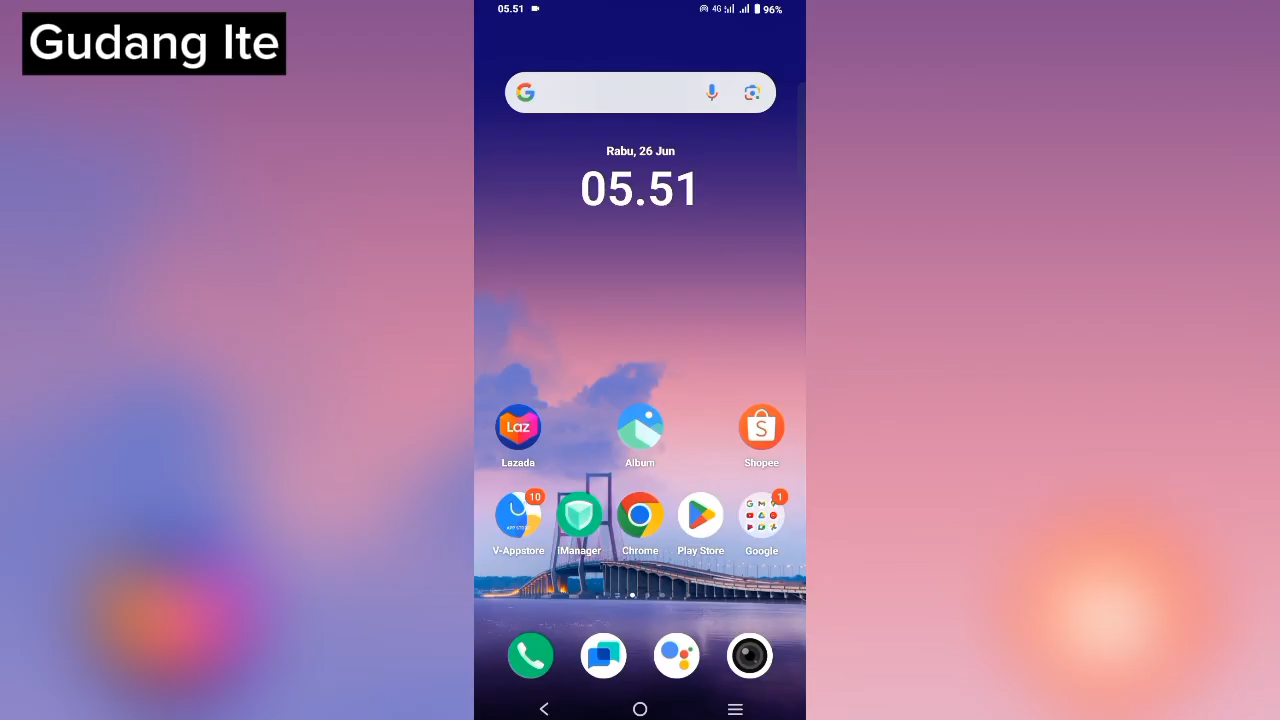 Gudang Ite
05.51
4G
96%
Rabu, 26 Jun
05.51
Laz
Lazada
Album
Shopee
10
1
V-Appstore
iManager
Chrome
Play Store
Google